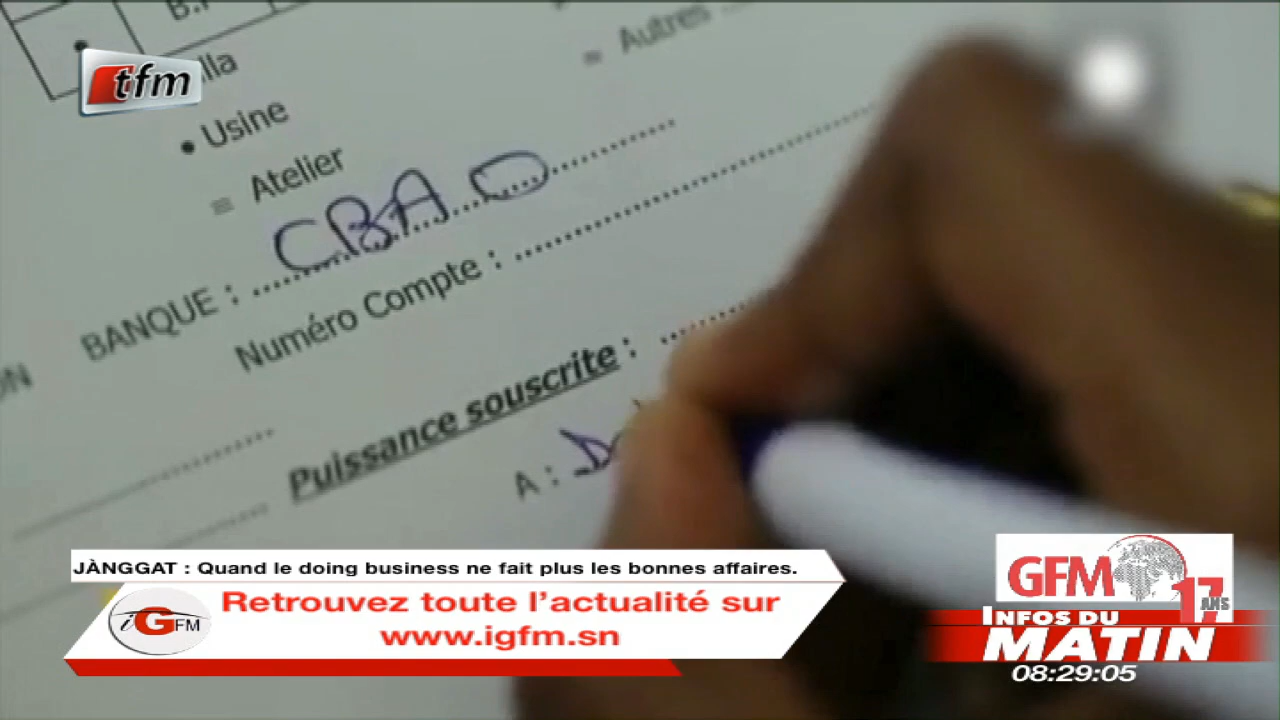 tfm
• Usine
= Autres
= Atelier
BANQUE : CBAO
Numéro Compte :
Puissance souscrite :
A :
JÀNGGAT : Quand le doing business ne fait plus les bonnes affaires.
iGFM
Retrouvez toute l'actualité sur
www.igfm.sn
GFM
17 ANS
INFOS DU
MATIN
08:29:05